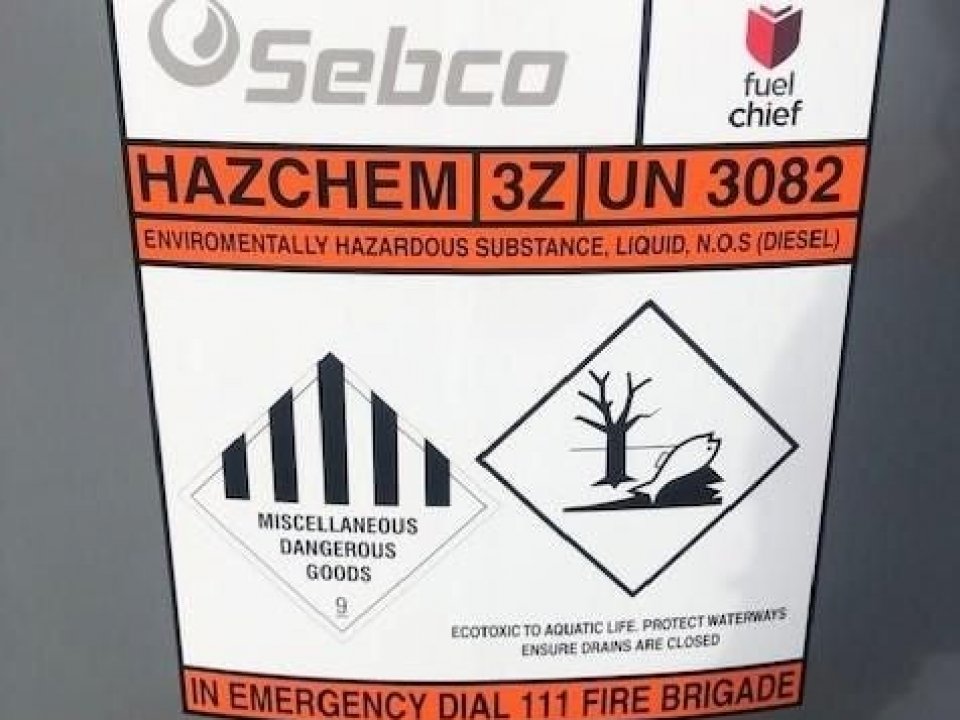 Sebco
fuel
chief
HAZCHEM 3Z UN 3082
ENVIROMENTALLY HAZARDOUS SUBSTANCE, LIQUID, N.O.S (DIESEL)
MISCELLANEOUS
DANGEROUS
GOODS
9
ECOTOXIC TO AQUATIC LIFE. PROTECT WATERWAYS
ENSURE DRAINS ARE CLOSED
IN EMERGENCY DIAL 111 FIRE BRIGADE